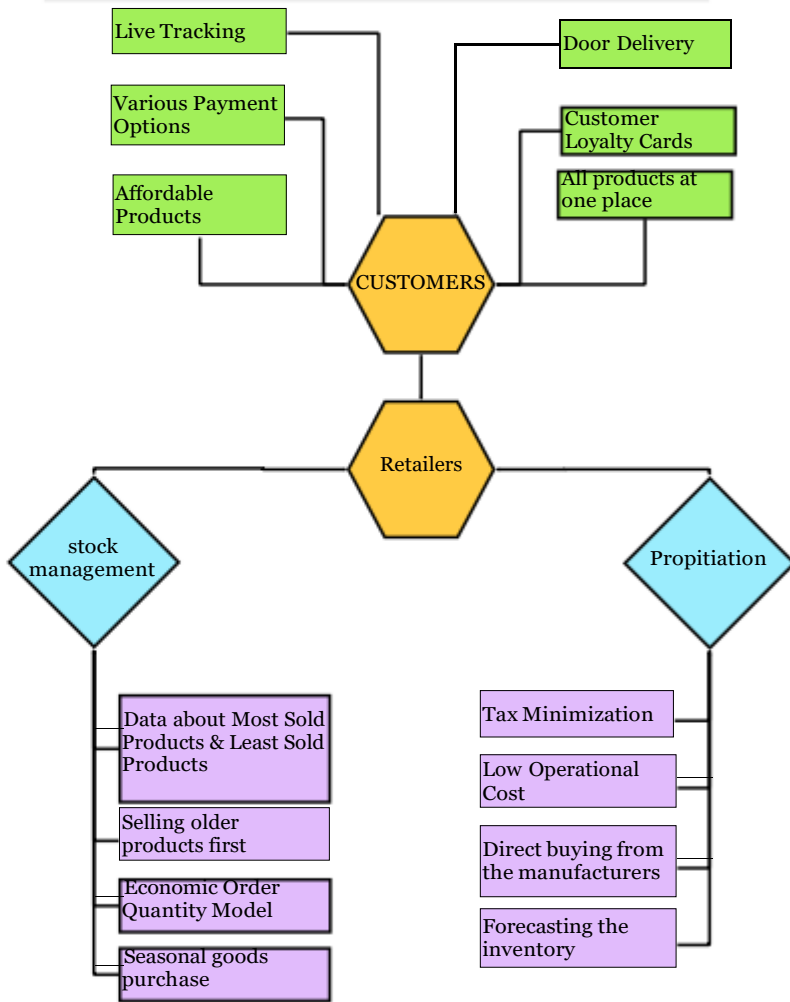 Live Tracking
Door Delivery
Various Payment
Options
Customer
Loyalty Cards
Affordable
Products
All products at
one place
CUSTOMERS
Retailers
stock
management
Propitiation
Data about Most Sold
Products & Least Sold
Products
Selling older
products first
Economic Order
Quantity Model
Seasonal goods
purchase
Tax Minimization
Low Operational
Cost
Direct buying from
the manufacturers
Forecasting the
inventory